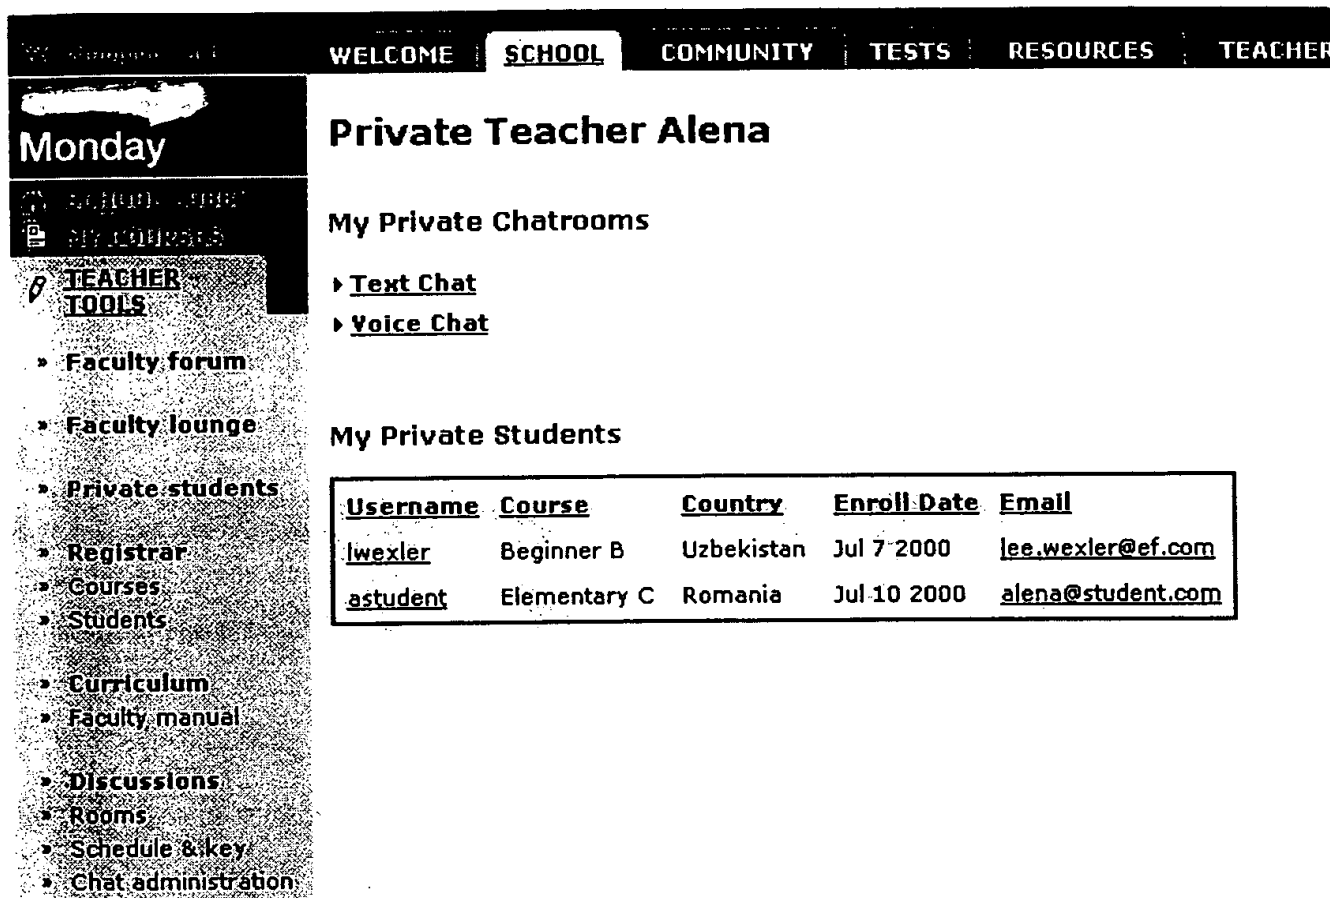 WELCOME SCHOOL COMMUNITY TESTS RESOURCES TEACHER
Monday
MY COURSES
TEACHER
TOOLS
» Faculty forum
» Faculty lounge
» Private students
» Registrar
» Courses
» Students
» Curriculum
» Faculty manual
» Discussions
» Rooms
» Schedule & key
» Chat administration
Private Teacher Alena
My Private Chatrooms
Text Chat
Voice Chat
My Private Students
Username Course Country Enroll Date Email
lwexler Beginner B Uzbekistan Jul 7 2000 lee.wexler@ef.com
astudent Elementary C Romania Jul 10 2000 alena@student.com